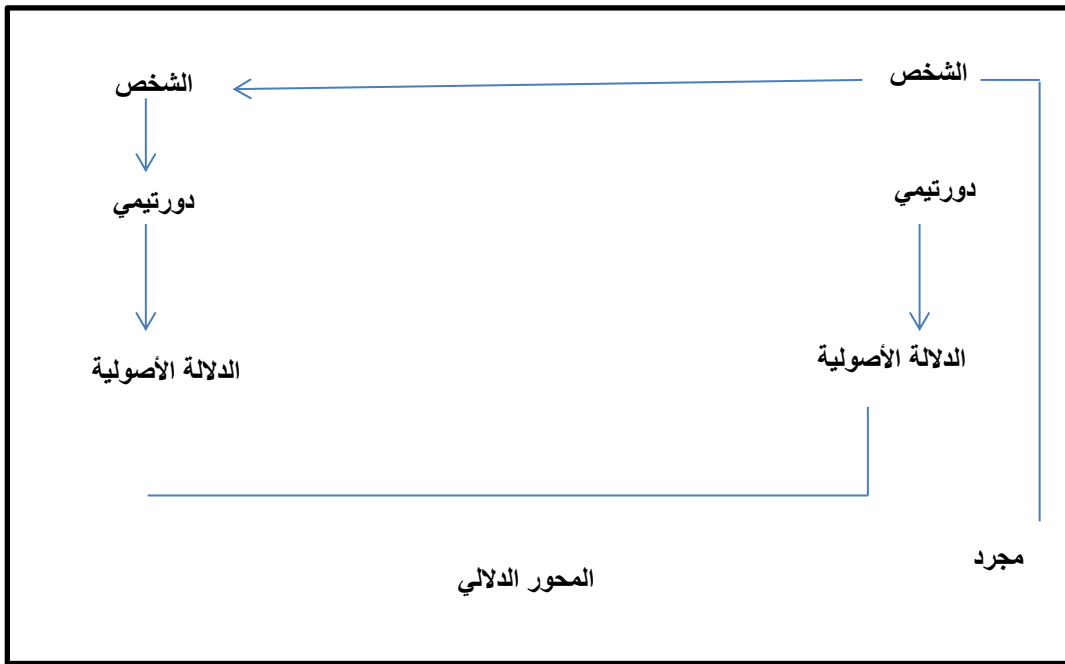 الشخص
الشخص
دورتيمي
دورتيمي
الدلالة الأصولية
الدلالة الأصولية
مجرد
المحور الدلالي